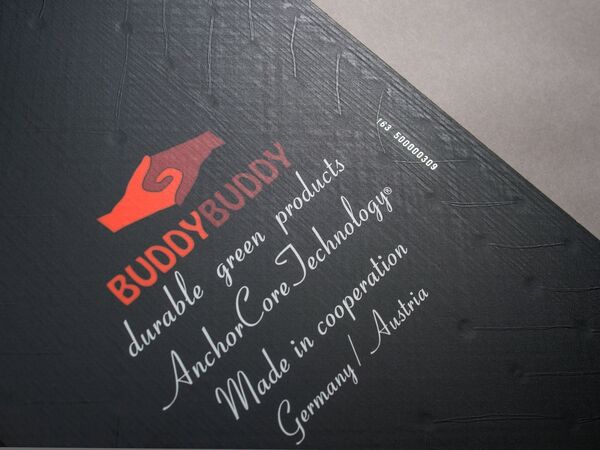 BUDDYBUDDY
durable green products
AnchorCoreTechnology®
Made in cooperation
Germany / Austria
163 500000309